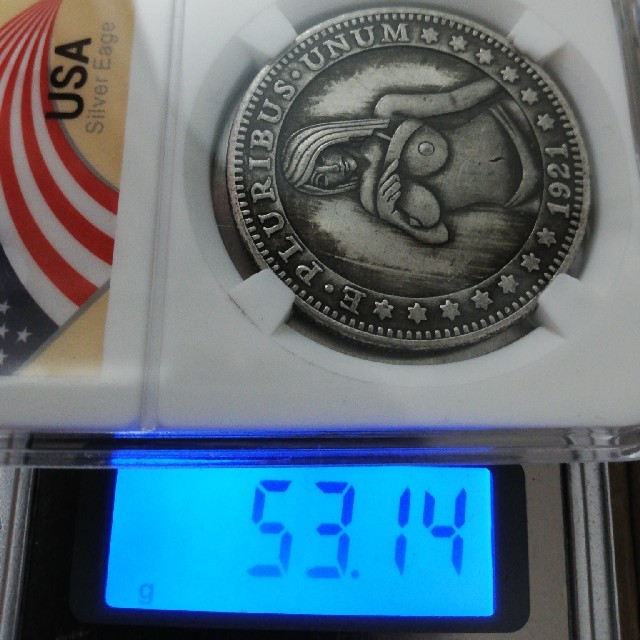 USA
Silver Eage
E·PLURIBUS·UNUM
1921
53.14
g